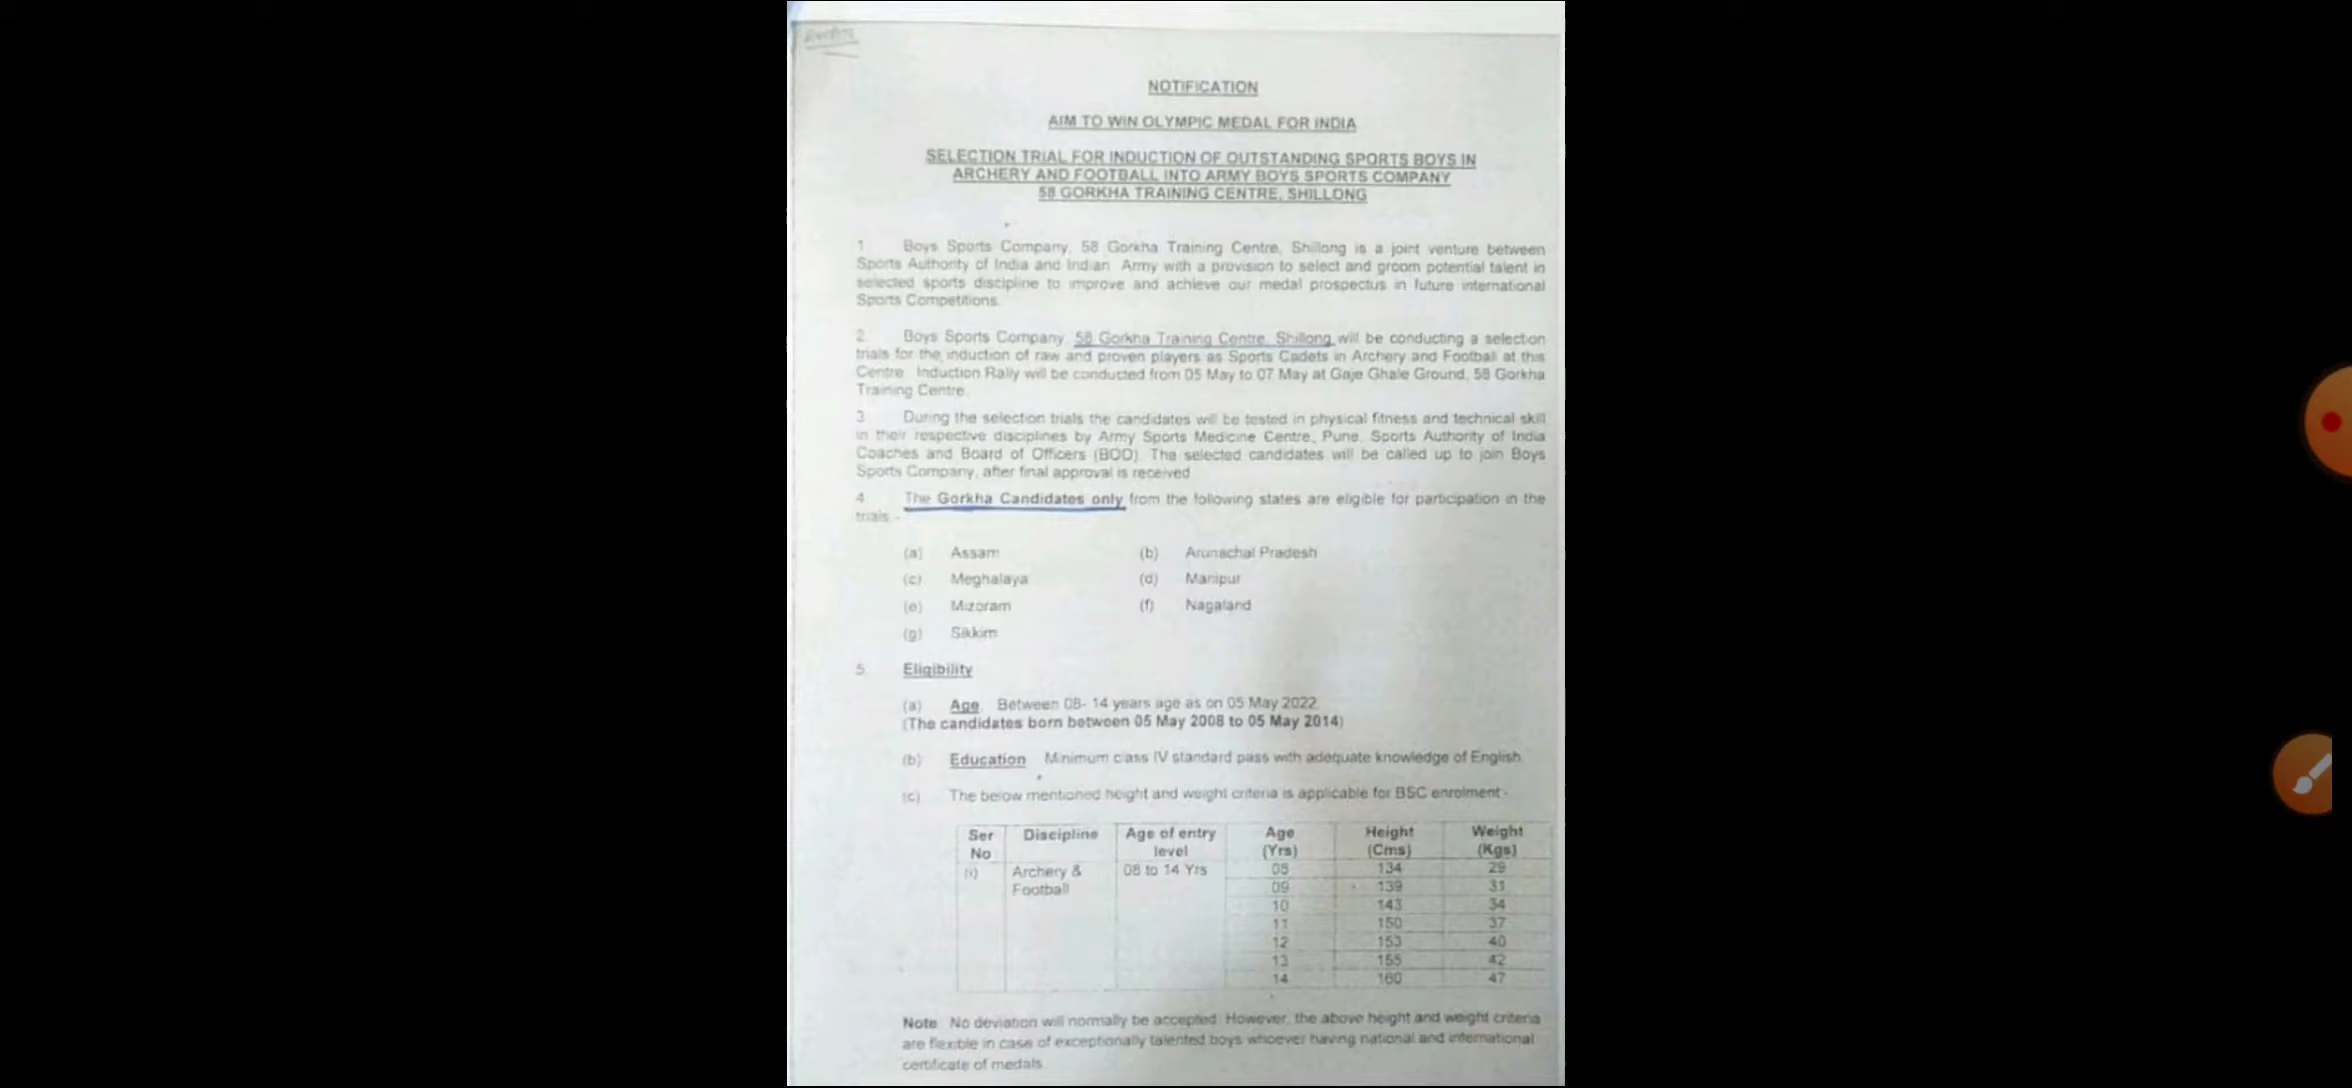 NOTIFICATION
AIM TO WIN OLYMPIC MEDAL FOR INDIA
SELECTION TRIAL FOR INDUCTION OF OUTSTANDING SPORTS BOYS IN
ARCHERY AND FOOTBALL INTO ARMY BOYS SPORTS COMPANY
58 GORKHA TRAINING CENTRE, SHILLONG
1 Boys Sports Company, 58 Gorkha Training Centre, Shillong is a joint venture between
Sports Authority of India and Indian Army with a provision to select and groom potential talent in
selected sports discipline to improve and achieve our medal prospectus in future international
Sports Competitions
2 Boys Sports Company, 58 Gorkha Training Centre, Shillong will be conducting a selection
trials for the induction of raw and proven players as Sports Cadets in Archery and Football at this
Centre. Induction Rally will be conducted from 05 May to 07 May at Gaje Ghale Ground, 58 Gorkha
Training Centre.
3 During the selection trials the candidates will be tested in physical fitness and technical skill
in their respective disciplines by Army Sports Medicine Centre, Pune, Sports Authority of India
Coaches and Board of Officers (BOO). The selected candidates will be called up to join Boys
Sports Company, after final approval is received
4 The Gorkha Candidates only from the following states are eligible for participation in the
trials:-
(a) Assam (b) Arunachal Pradesh
(c) Meghalaya (d) Manipur
(e) Mizoram (f) Nagaland
(g) Sikkim
5 Eligibility
(a) Age Between 08- 14 years age as on 05 May 2022.
(The candidates born between 05 May 2008 to 05 May 2014)
(b) Education Minimum class IV standard pass with adequate knowledge of English.
(c) The below mentioned height and weight criteria is applicable for BSC enrolment:-
Ser Discipline Age of entry Age Height Weight
No level (Yrs) (Cms) (Kgs)
(i) Archery & 08 to 14 Yrs 08 134 29
Football 09 139 31
10 143 34
11 150 37
12 153 40
13 155 42
14 160 47
Note No deviation will normally be accepted. However, the above height and weight criteria
are flexible in case of exceptionally talented boys whoever having national and international
certificate of medals.